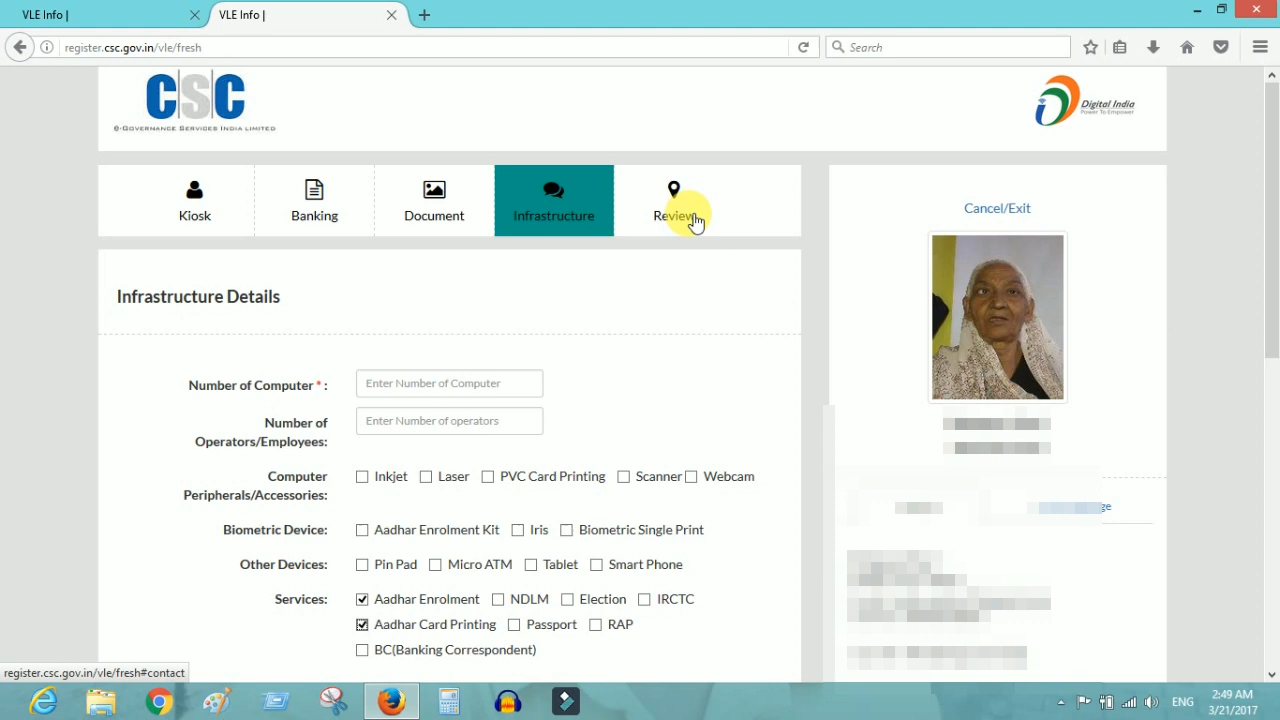 VLE Info |
VLE Info |
register.csc.gov.in/vle/fresh
Search
CSC
e-Governance Services India Limited
Digital India
Power To Empower
Kiosk
Banking
Document
Infrastructure
Review
Cancel/Exit
Infrastructure Details
Number of Computer * :
Enter Number of Computer
Number of
Operators/Employees:
Enter Number of operators
Computer
Peripherals/Accessories:
Inkjet Laser PVC Card Printing Scanner Webcam
Biometric Device: Aadhar Enrolment Kit Iris Biometric Single Print
Other Devices: Pin Pad Micro ATM Tablet Smart Phone
Services: Aadhar Enrolment NDLM Election IRCTC
Aadhar Card Printing Passport RAP
BC(Banking Correspondent)
register.csc.gov.in/vle/fresh#contact
ENG
2:49 AM
3/21/2017